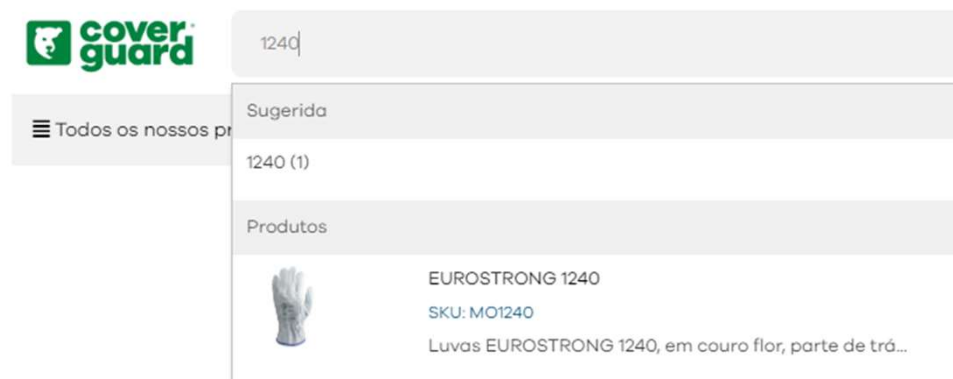 cover
guard
1240
Sugerida
Todos os nossos pr
1240 (1)
Produtos
EUROSTRONG 1240
SKU: MO1240
Luvas EUROSTRONG 1240, em couro flor, parte de trá...